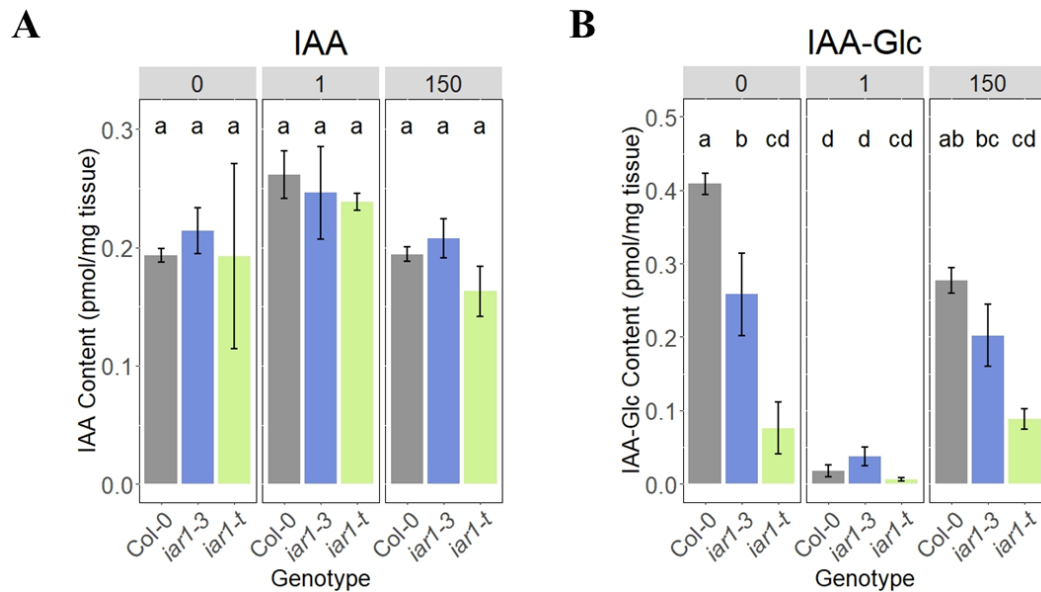 A
IAA
0 1 150
a a a a a a a a a
0.3
0.2
0.1
0.0
IAA Content (pmol/mg tissue)
Col-0 iar1-3 iar1-t Col-0 iar1-3 iar1-t Col-0 iar1-3 iar1-t
Genotype
B
IAA-Glc
0 1 150
a b cd d d cd ab bc cd
0.5
0.4
0.3
0.2
0.1
0.0
IAA-Glc Content (pmol/mg tissue)
Col-0 iar1-3 iar1-t Col-0 iar1-3 iar1-t Col-0 iar1-3 iar1-t
Genotype